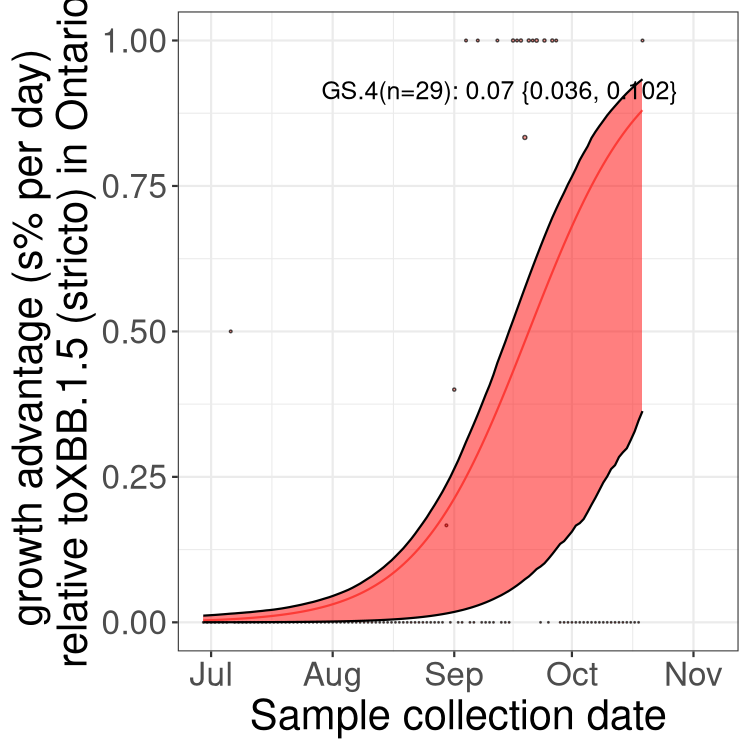 growth advantage (s% per day)
relative toXBB.1.5 (stricto) in Ontario
1.00
0.75
0.50
0.25
0.00
GS.4(n=29): 0.07 {0.036, 0.102}
Jul Aug Sep Oct Nov
Sample collection date